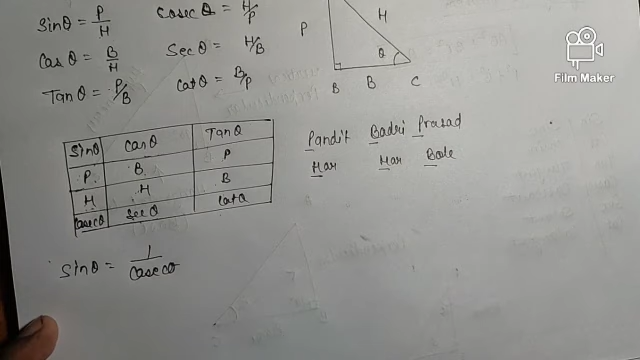 Sinθ = P/H
Cosec θ = H/P
Cosθ = B/H
Secθ = H/B
Tanθ = P/B
Cotθ = B/P
P
H
θ
B
B
C
Film Maker
Sinθ Cosθ Tanθ
P B P
H H B
Cosecθ Secθ Cotθ
Pandit Badri Prasad
Har Har Bole
Sinθ = 1/Cosecθ